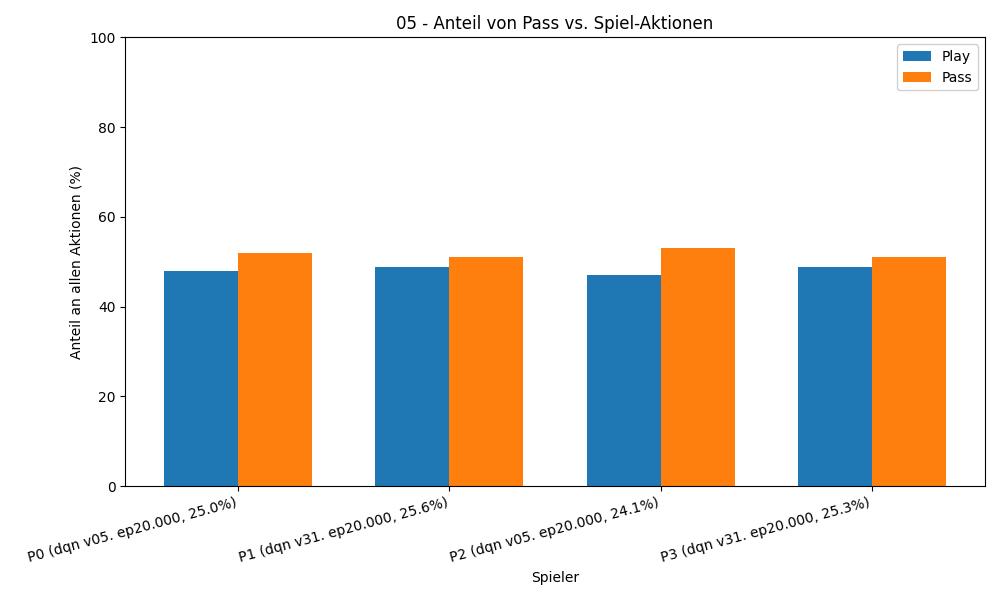 05 - Anteil von Pass vs. Spiel-Aktionen
Play
Pass
Anteil an allen Aktionen (%)
100
80
60
40
20
0
P0 (dqn v05. ep20.000, 25.0%)
P1 (dqn v31. ep20.000, 25.6%)
P2 (dqn v05. ep20.000, 24.1%)
P3 (dqn v31. ep20.000, 25.3%)
Spieler